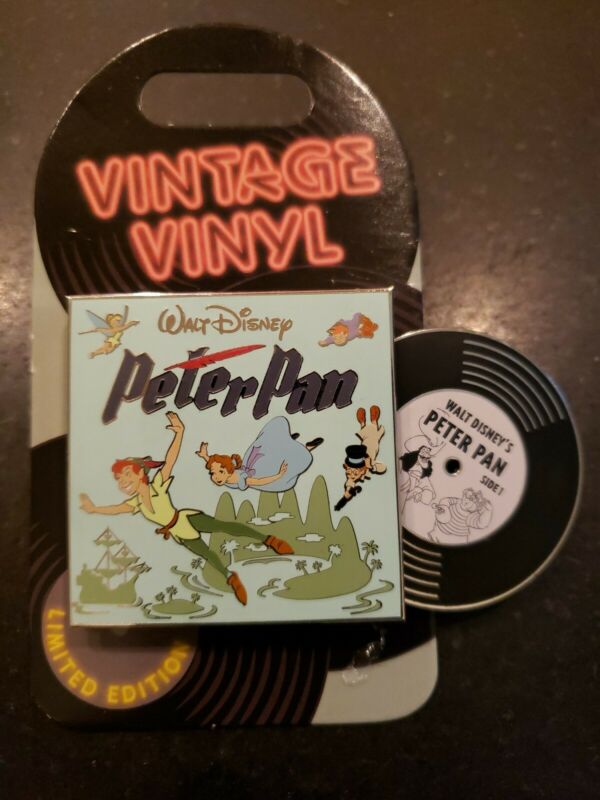 VINTAGE
VINYL
WALT DISNEY
Peter Pan
WALT DISNEY'S
PETER PAN
SIDE 1
LIMITED EDITION